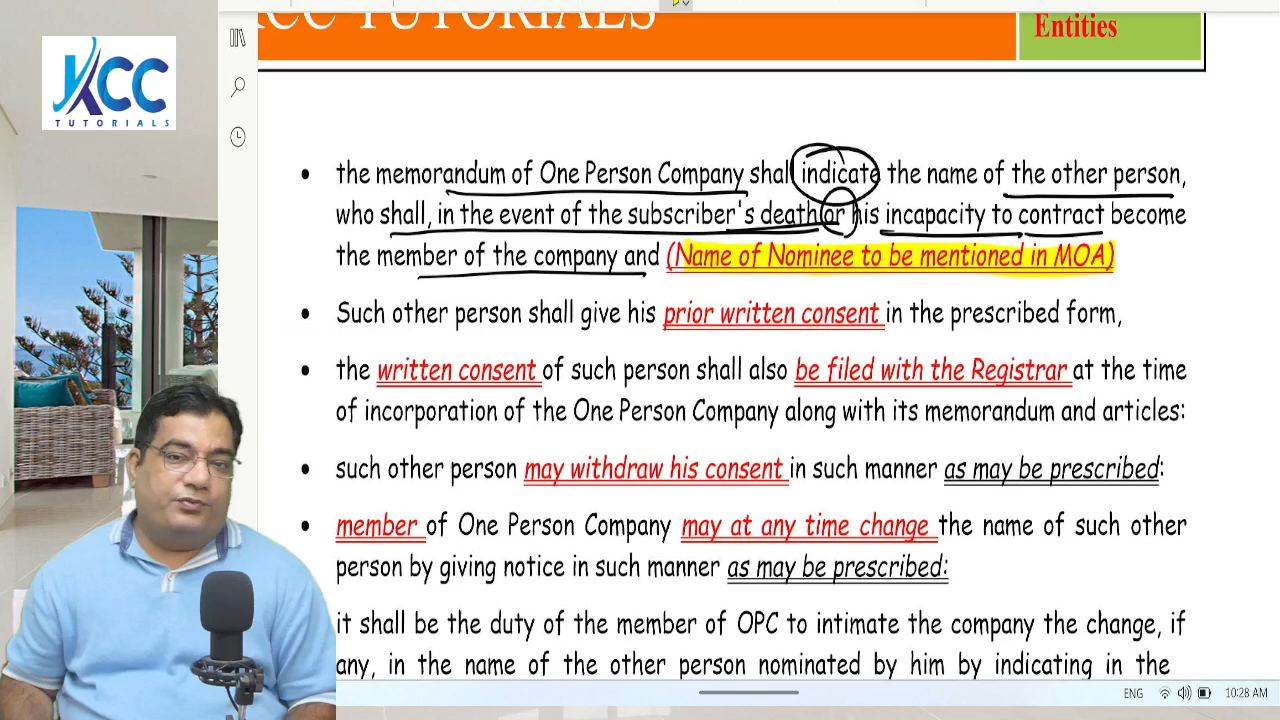 KCC TUTORIALS
Entities
KCC
TUTORIALS
• the memorandum of One Person Company shall indicate the name of the other person,
who shall, in the event of the subscriber's death or his incapacity to contract become
the member of the company and (Name of Nominee to be mentioned in MOA)
• Such other person shall give his prior written consent in the prescribed form,
• the written consent of such person shall also be filed with the Registrar at the time
of incorporation of the One Person Company along with its memorandum and articles:
• such other person may withdraw his consent in such manner as may be prescribed:
• member of One Person Company may at any time change the name of such other
person by giving notice in such manner as may be prescribed:
it shall be the duty of the member of OPC to intimate the company the change, if
any, in the name of the other person nominated by him by indicating in the
ENG 10:28 AM